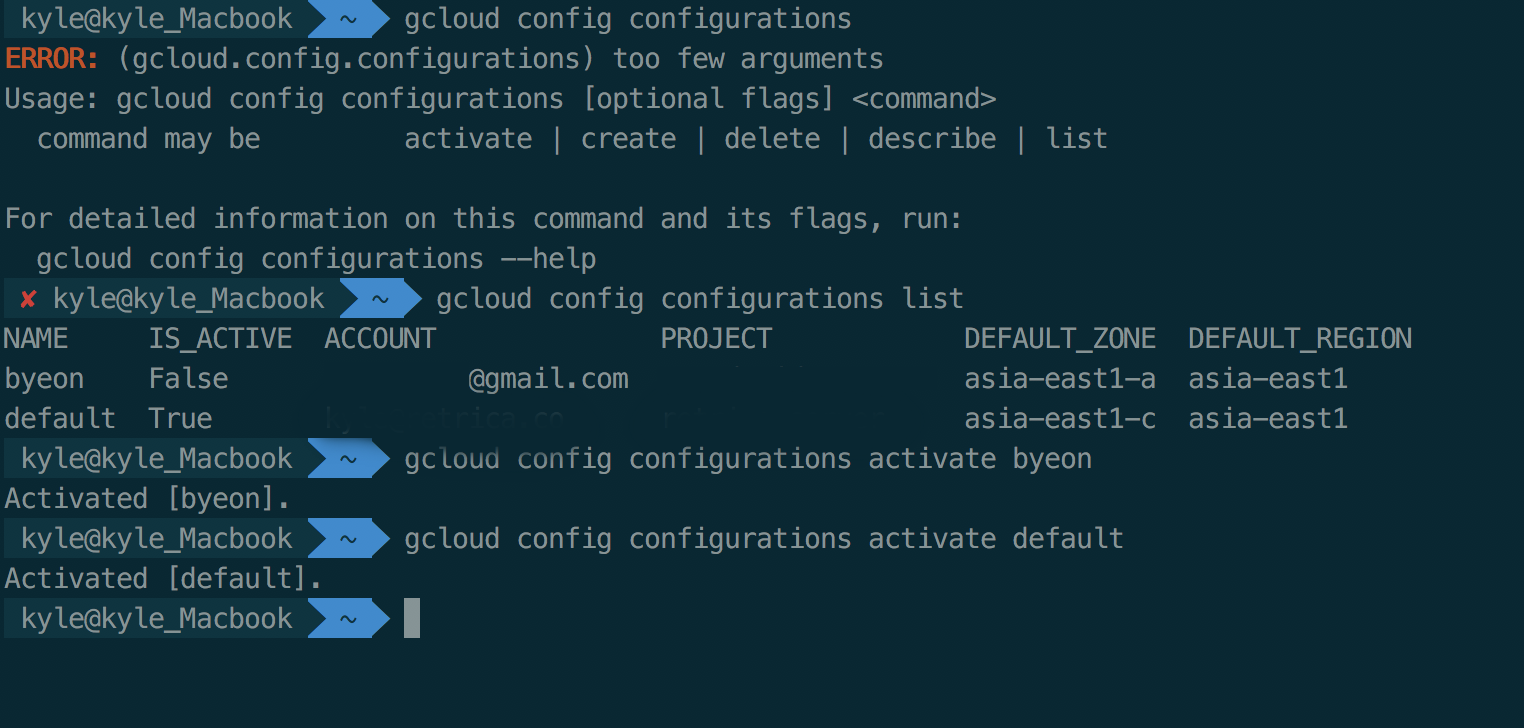 kyle@kyle_Macbook ~ gcloud config configurations
ERROR: (gcloud.config.configurations) too few arguments
Usage: gcloud config configurations [optional flags] <command>
command may be activate | create | delete | describe | list
For detailed information on this command and its flags, run:
gcloud config configurations --help
✘ kyle@kyle_Macbook ~ gcloud config configurations list
NAME IS_ACTIVE ACCOUNT PROJECT DEFAULT_ZONE DEFAULT_REGION
byeon False @gmail.com asia-east1-a asia-east1
default True asia-east1-c asia-east1
kyle@kyle_Macbook ~ gcloud config configurations activate byeon
Activated [byeon].
kyle@kyle_Macbook ~ gcloud config configurations activate default
Activated [default].
kyle@kyle_Macbook ~